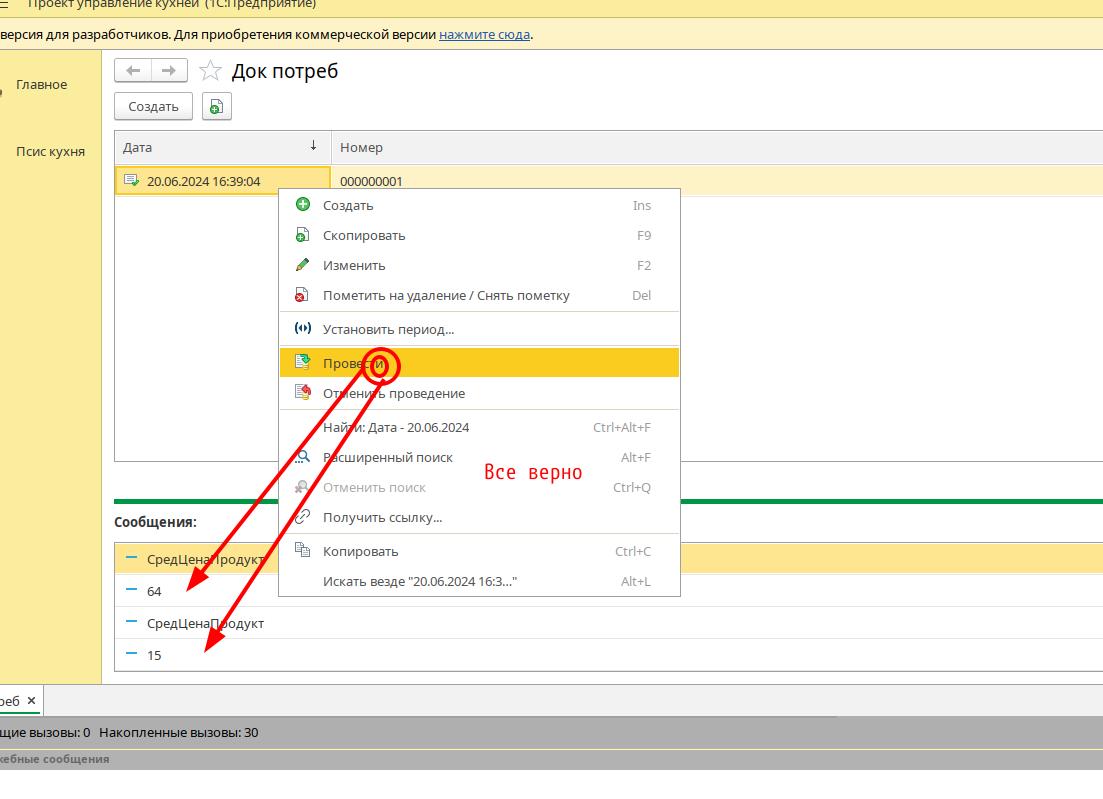 Проект управление кухней (1С:Предприятие)
версия для разработчиков. Для приобретения коммерческой версии нажмите сюда.
Главное
Док потреб
Создать
Псис кухня
Дата ↓ Номер
20.06.2024 16:39:04 000000001
Создать Ins
Скопировать F9
Изменить F2
Пометить на удаление / Снять пометку Del
Установить период...
Провести
Отменить проведение
Найти: Дата - 20.06.2024 Ctrl+Alt+F
Расширенный поиск Alt+F
Все верно
Отменить поиск Ctrl+Q
Получить ссылку...
Копировать Ctrl+C
Искать везде "20.06.2024 16:3..." Alt+L
Сообщения:
СредЦенаПродукт
64
СредЦенаПродукт
15
реб ×
щие вызовы: 0 Накопленные вызовы: 30
жебные сообщения